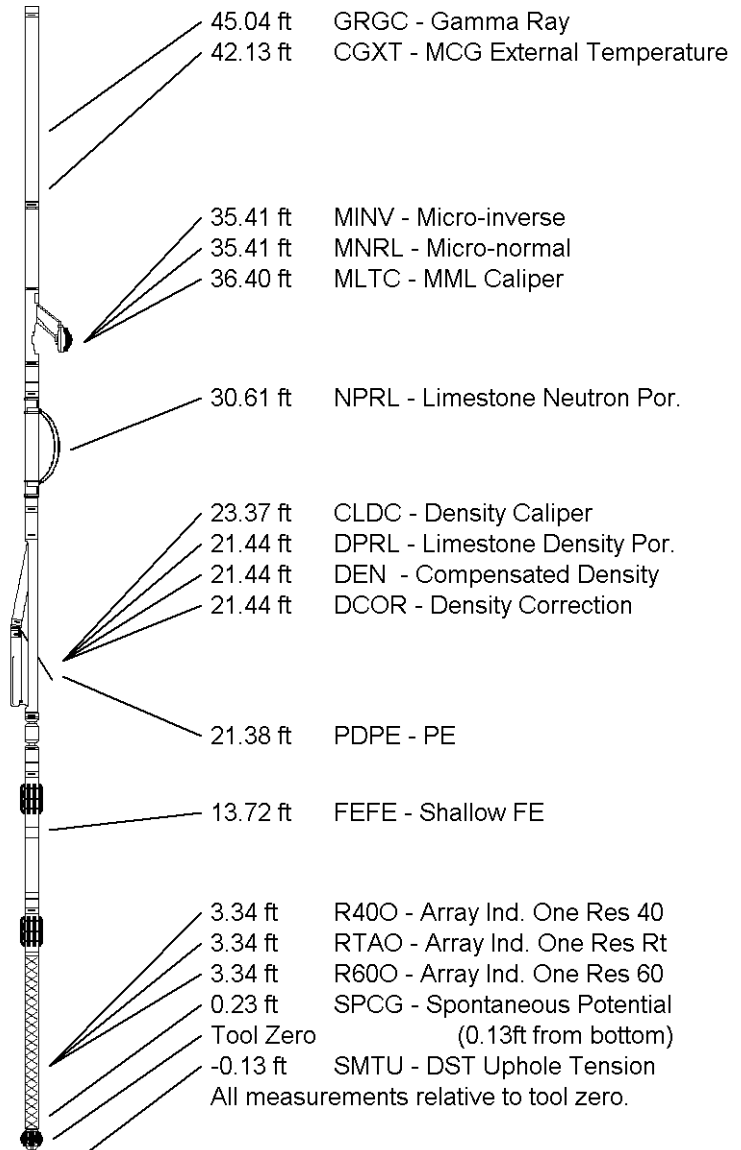 45.04 ft GRGC - Gamma Ray
42.13 ft CGXT - MCG External Temperature
35.41 ft MINV - Micro-inverse
35.41 ft MNRL - Micro-normal
36.40 ft MLTC - MML Caliper
30.61 ft NPRL - Limestone Neutron Por.
23.37 ft CLDC - Density Caliper
21.44 ft DPRL - Limestone Density Por.
21.44 ft DEN - Compensated Density
21.44 ft DCOR - Density Correction
21.38 ft PDPE - PE
13.72 ft FEFE - Shallow FE
3.34 ft R40O - Array Ind. One Res 40
3.34 ft RTAO - Array Ind. One Res Rt
3.34 ft R60O - Array Ind. One Res 60
0.23 ft SPCG - Spontaneous Potential
Tool Zero (0.13ft from bottom)
-0.13 ft SMTU - DST Uphole Tension
All measurements relative to tool zero.